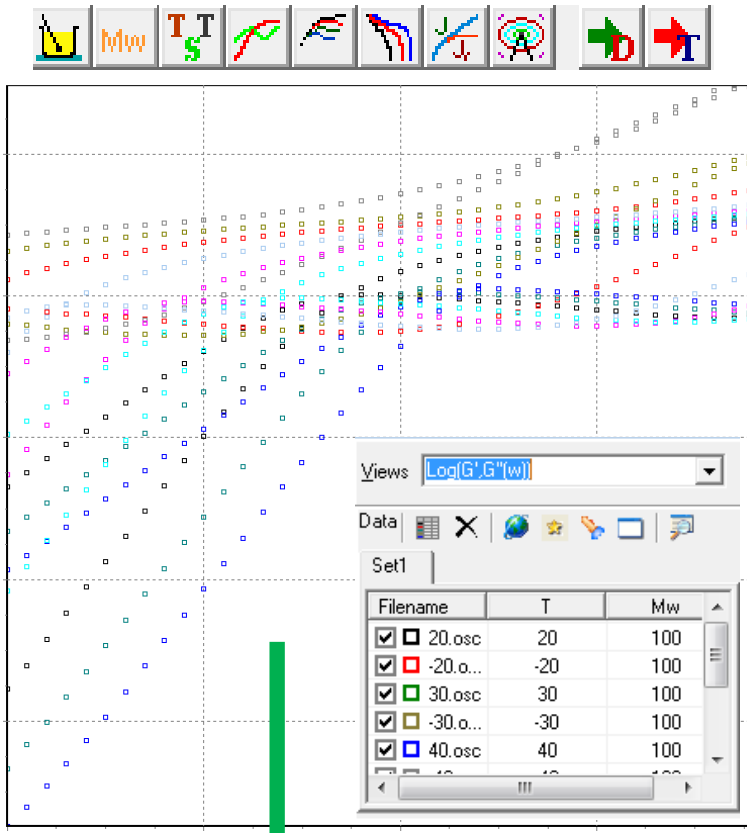 Mw T S T D T
Views Log(G',G"(w))
Data
Set1
Filename T Mw
20.osc 20 100
-20.o... -20 100
30.osc 30 100
-30.o... -30 100
40.osc 40 100